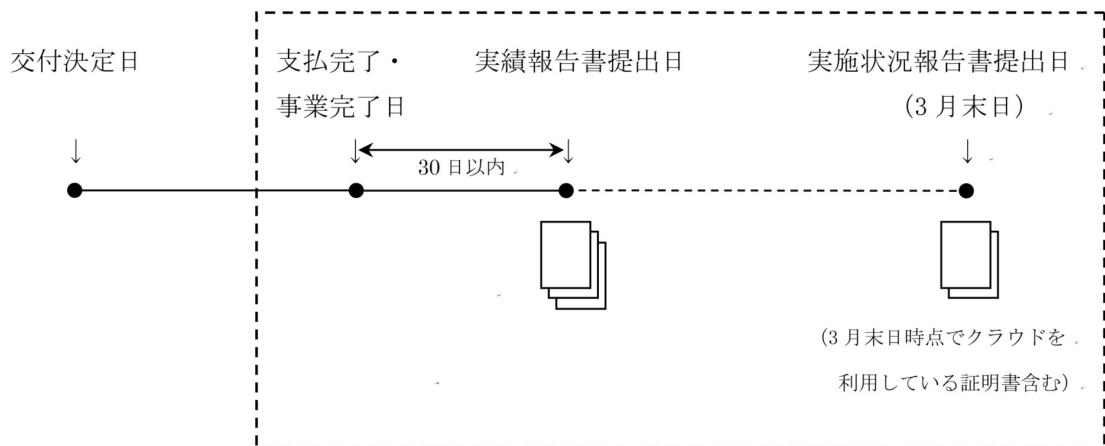 交付決定日
支払完了・
事業完了日
実績報告書提出日
実施状況報告書提出日
(3月末日)
↓
↓
↓
↓
30日以内
(3月末日時点でクラウドを
利用している証明書含む)